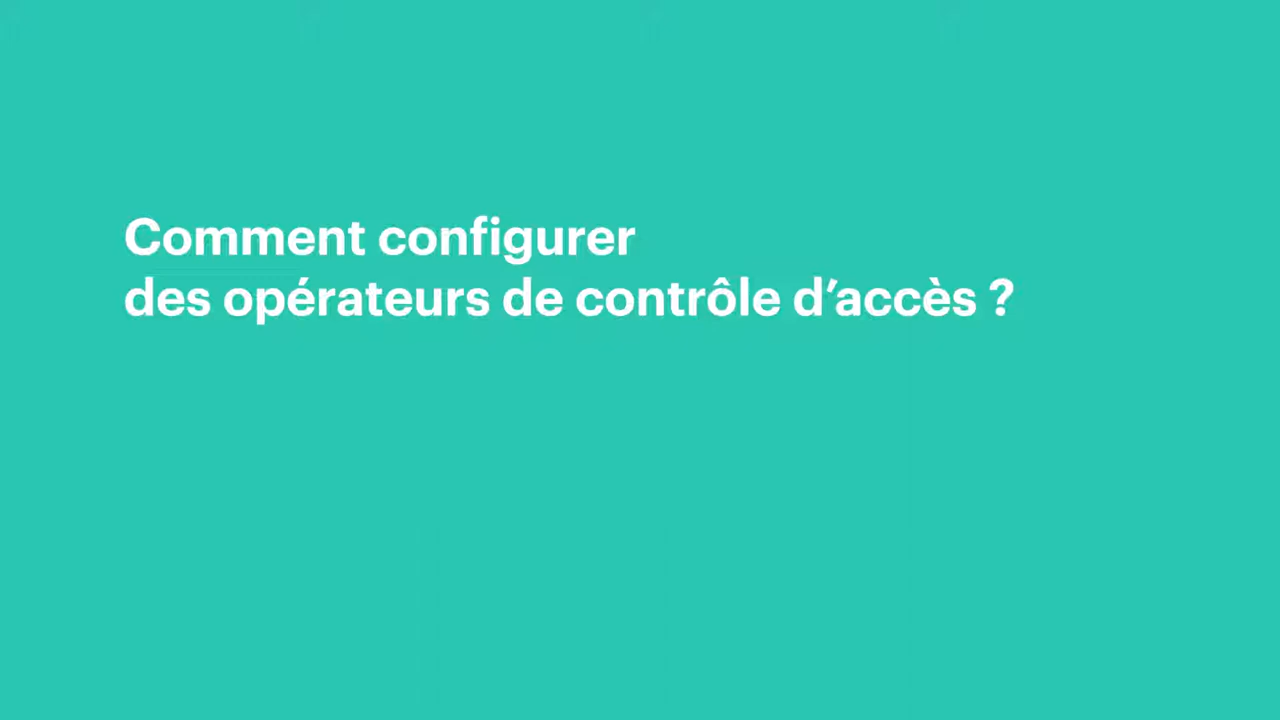 Comment configurer
des opérateurs de contrôle d’accès ?